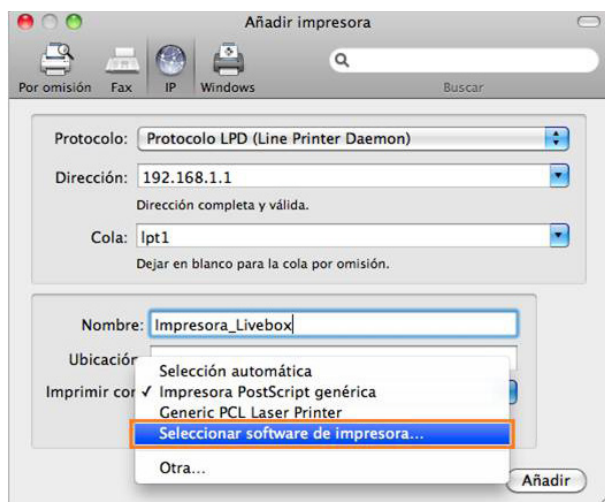 Añadir impresora
Por omisión Fax IP Windows Buscar
Protocolo: Protocolo LPD (Line Printer Daemon)
Dirección: 192.168.1.1
Dirección completa y válida.
Cola: lpt1
Dejar en blanco para la cola por omisión.
Nombre: Impresora_Livebox
Ubicación
Selección automática
Imprimir con ✓ Impresora PostScript genérica
Generic PCL Laser Printer
Seleccionar software de impresora...
Otra...
Añadir